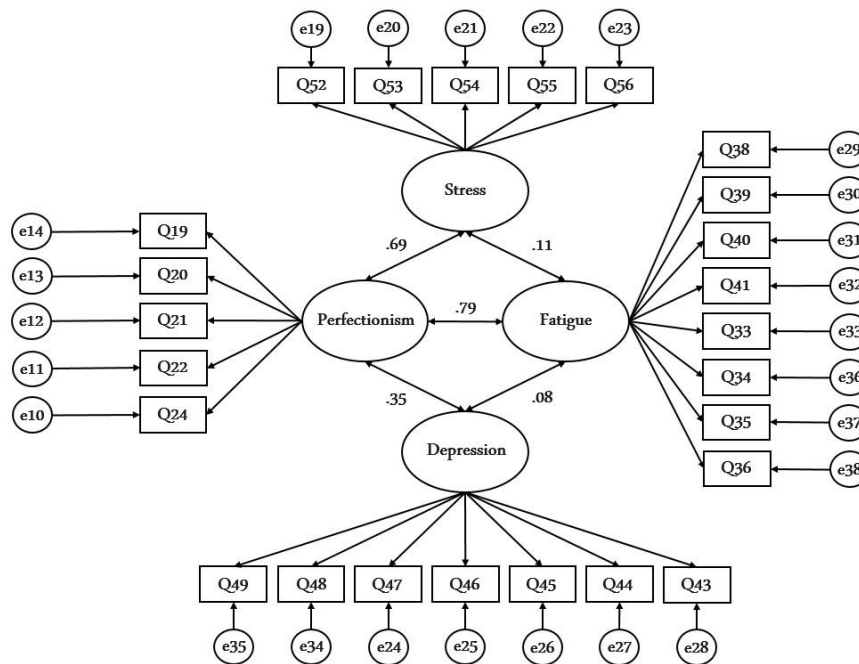 e19 e20 e21 e22 e23
Q52 Q53 Q54 Q55 Q56
Q38 e29
Stress
Q39 e30
e14 Q19
Q40 e31
.69 .11
e13 Q20
Q41 e32
e12 Q21 Perfectionism .79 Fatigue Q33 e33
e11 Q22
Q34 e36
.35 .08
e10 Q24
Q35 e37
Depression
Q36 e38
Q49 Q48 Q47 Q46 Q45 Q44 Q43
e35 e34 e24 e25 e26 e27 e28